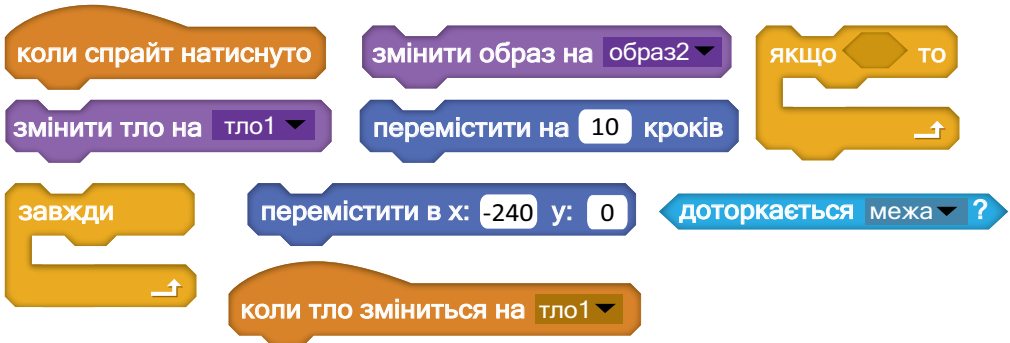 коли спрайт натиснуто
змінити образ на образ2
якщо то
змінити тло на тло1
перемістити на 10 кроків
завжди
перемістити в х: -240 у: 0
доторкається межа ?
коли тло зміниться на тло1